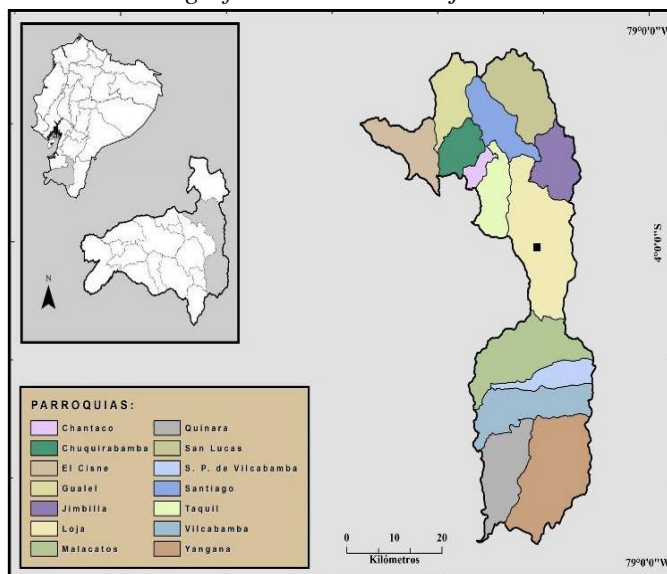 79°0'0"W
4°0'0"S
N
PARROQUIAS:
Chantaco
Chuquirabamba
El Cisne
Gualel
Jimbilla
Loja
Malacatos
Quinara
San Lucas
S. P. de Vilcabamba
Santiago
Taquil
Vilcabamba
Yangana
0 10 20
Kilómetros
79°0'0"W